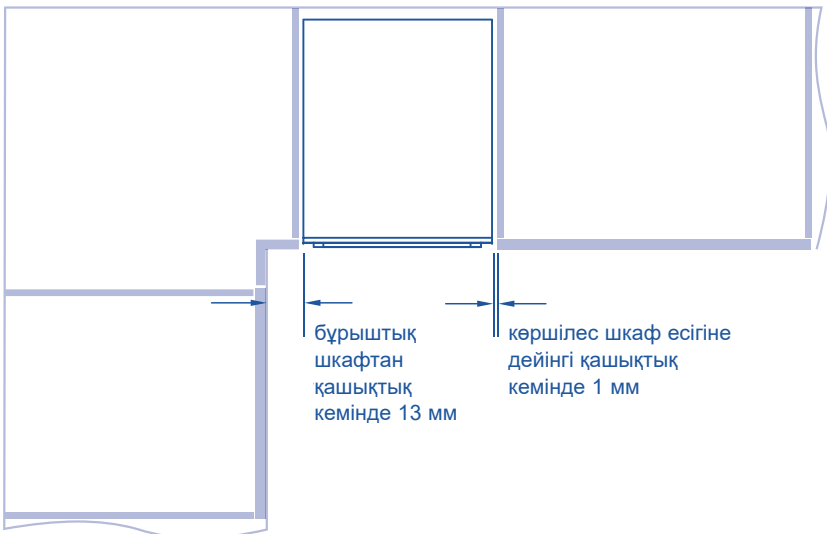 бұрыштық
шкафтан
қашықтық
кемінде 13 мм
көршілес шкаф есігіне
дейінгі қашықтық
кемінде 1 мм